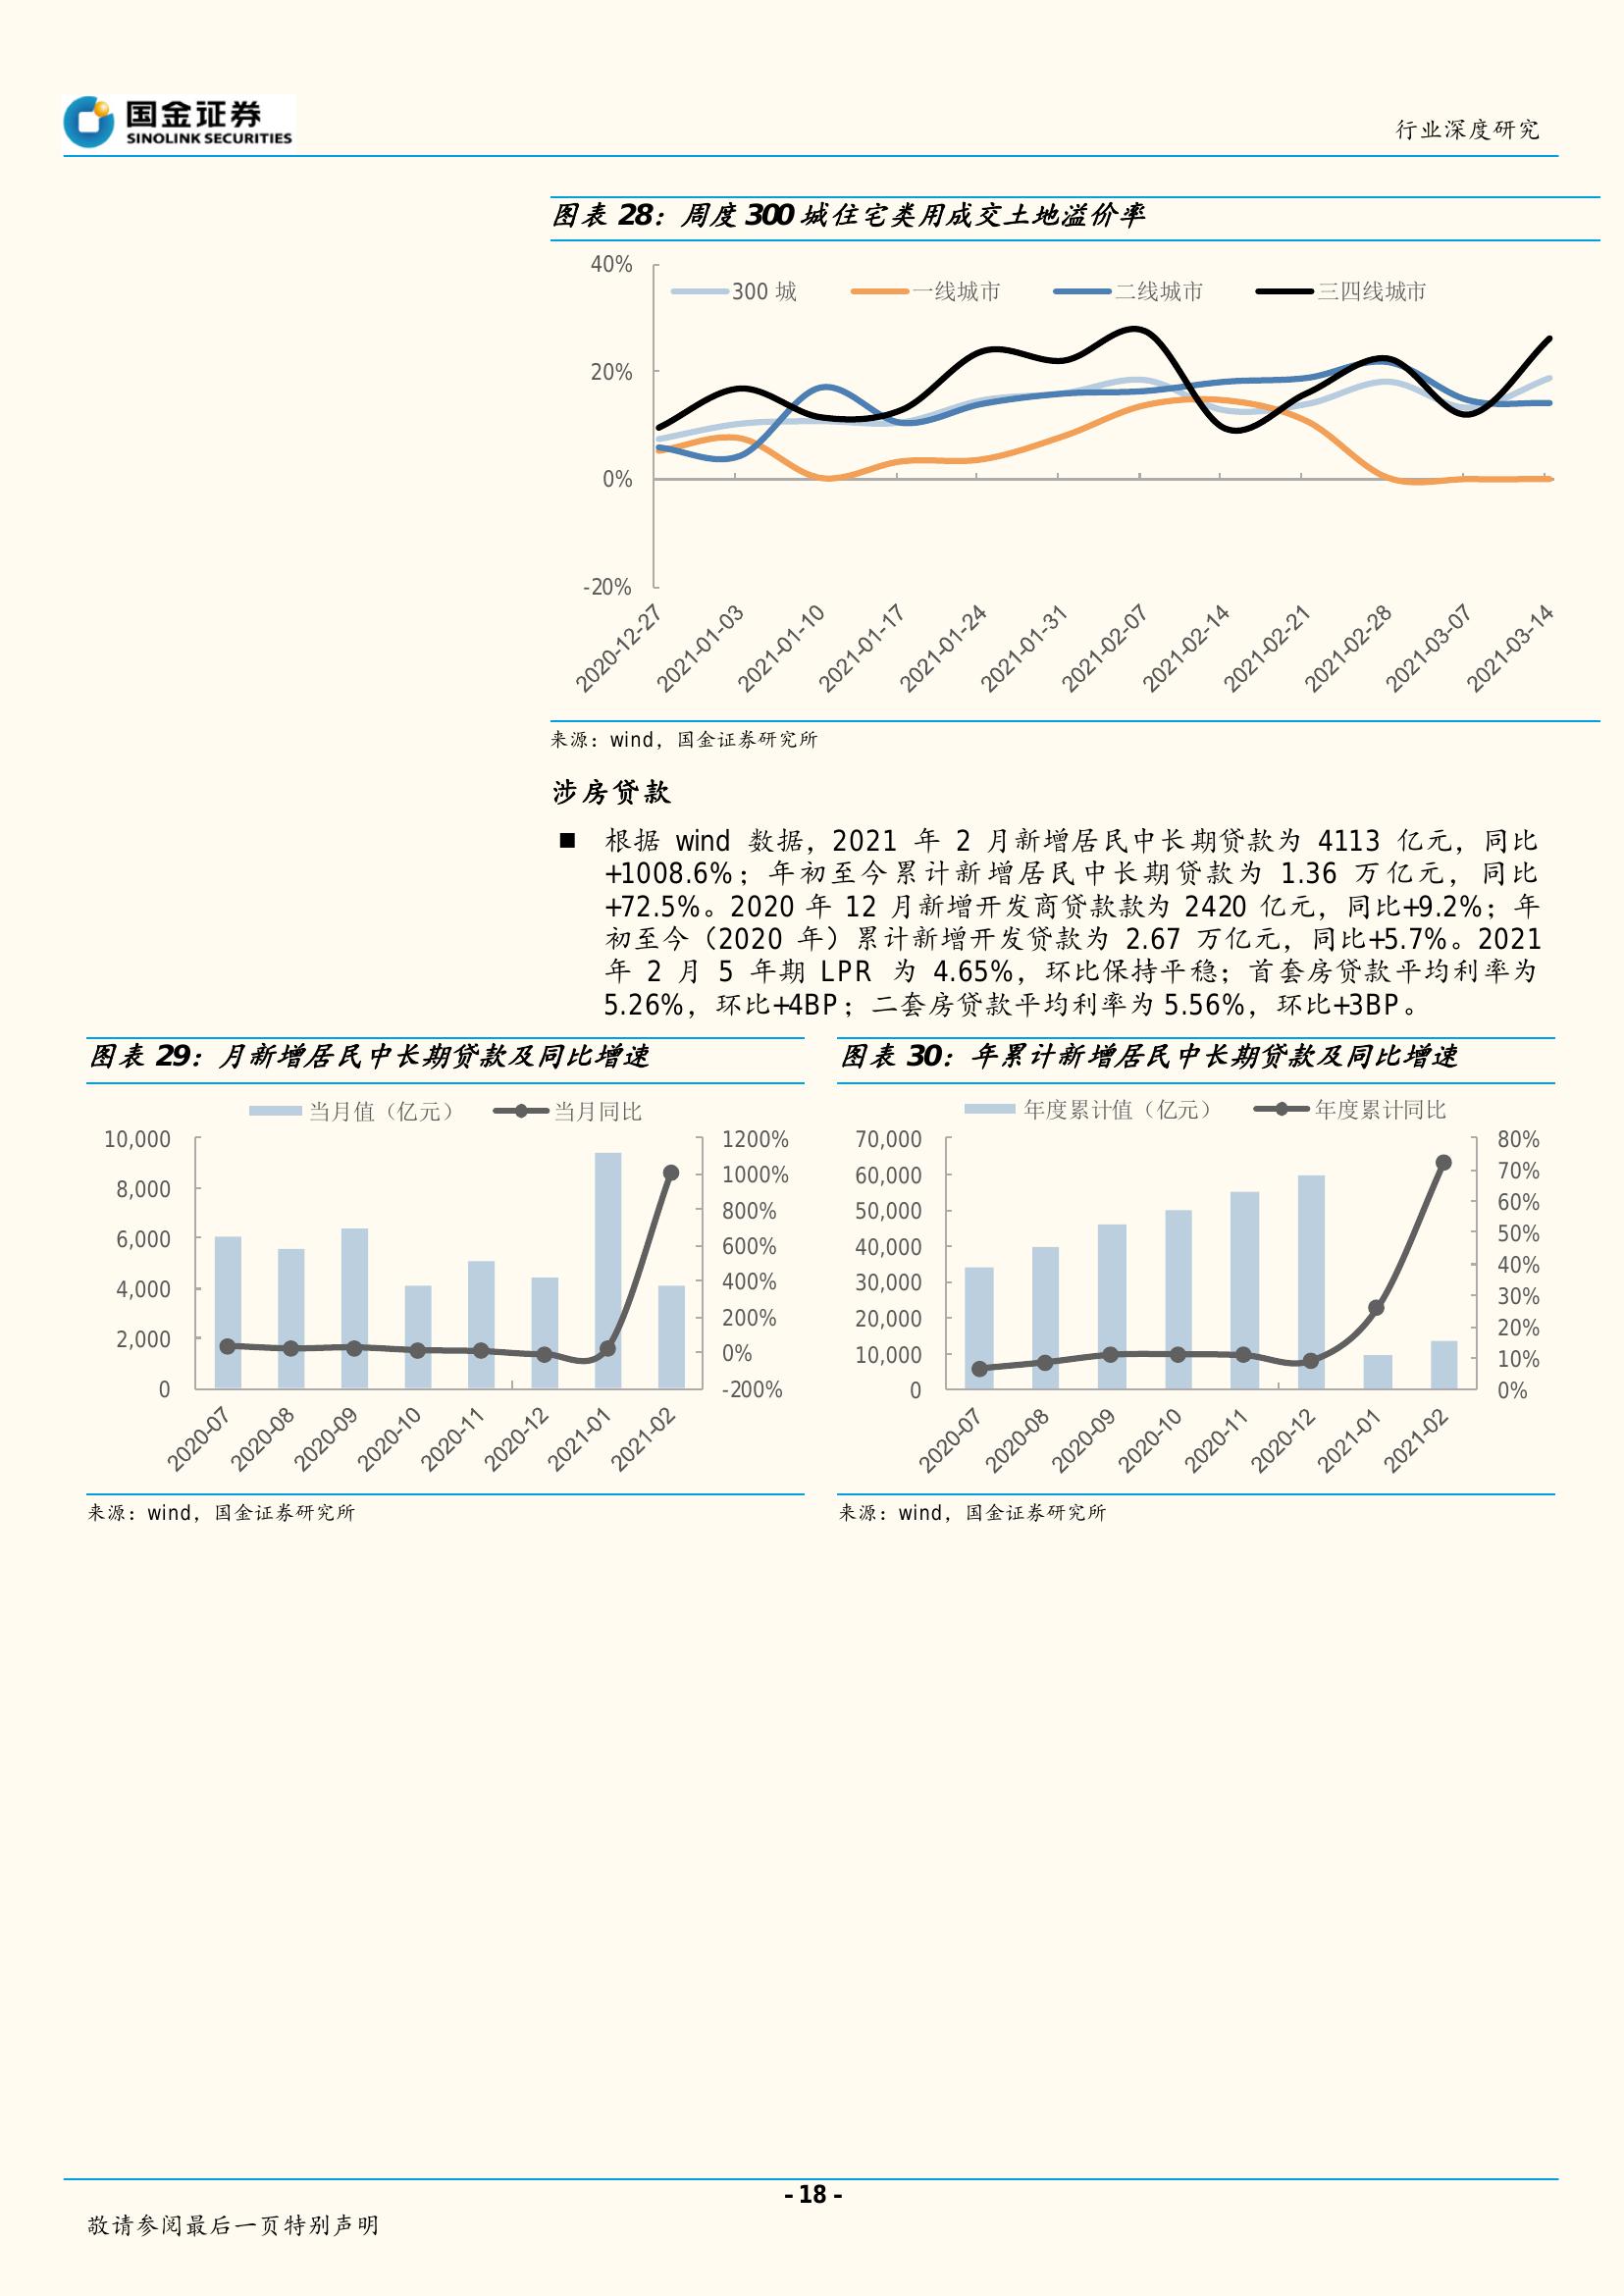 国金证券
SINOLINK SECURITIES
行业深度研究
图表 28：周度 300 城住宅类用成交土地溢价率
300 城 一线城市 二线城市 三四线城市
40%
20%
0%
-20%
2020-12-27 2021-01-03 2021-01-10 2021-01-17 2021-01-24 2021-01-31 2021-02-07 2021-02-14 2021-02-21 2021-02-28 2021-03-07 2021-03-14
来源：wind，国金证券研究所
涉房贷款
■ 根据 wind 数据，2021 年 2 月新增居民中长期贷款为 4113 亿元，同比
+1008.6%；年初至今累计新增居民中长期贷款为 1.36 万亿元，同比
+72.5%。2020 年 12 月新增开发商贷款款为 2420 亿元，同比+9.2%；年
初至今（2020 年）累计新增开发贷款为 2.67 万亿元，同比+5.7%。2021
年 2 月 5 年期 LPR 为 4.65%，环比保持平稳；首套房贷款平均利率为
5.26%，环比+4BP；二套房贷款平均利率为 5.56%，环比+3BP。
图表 29：月新增居民中长期贷款及同比增速
当月值（亿元） 当月同比
10,000 1200%
8,000 1000%
6,000 800%
4,000 600%
2,000 400%
0 200%
0%
-200%
2020-07 2020-08 2020-09 2020-10 2020-11 2020-12 2021-01 2021-02
来源：wind，国金证券研究所
图表 30：年累计新增居民中长期贷款及同比增速
年度累计值（亿元） 年度累计同比
70,000 80%
60,000 70%
50,000 60%
40,000 50%
30,000 40%
20,000 30%
10,000 20%
0 10%
0%
2020-07 2020-08 2020-09 2020-10 2020-11 2020-12 2021-01 2021-02
来源：wind，国金证券研究所
- 18 -
敬请参阅最后一页特别声明